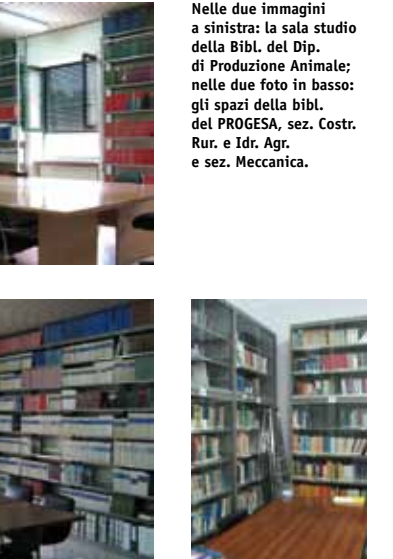 Nelle due immagini
a sinistra: la sala studio
della Bibl. del Dip.
di Produzione Animale;
nelle due foto in basso:
gli spazi della bibl.
del PROGESA, sez. Costr.
Rur. e Idr. Agr.
e sez. Meccanica.